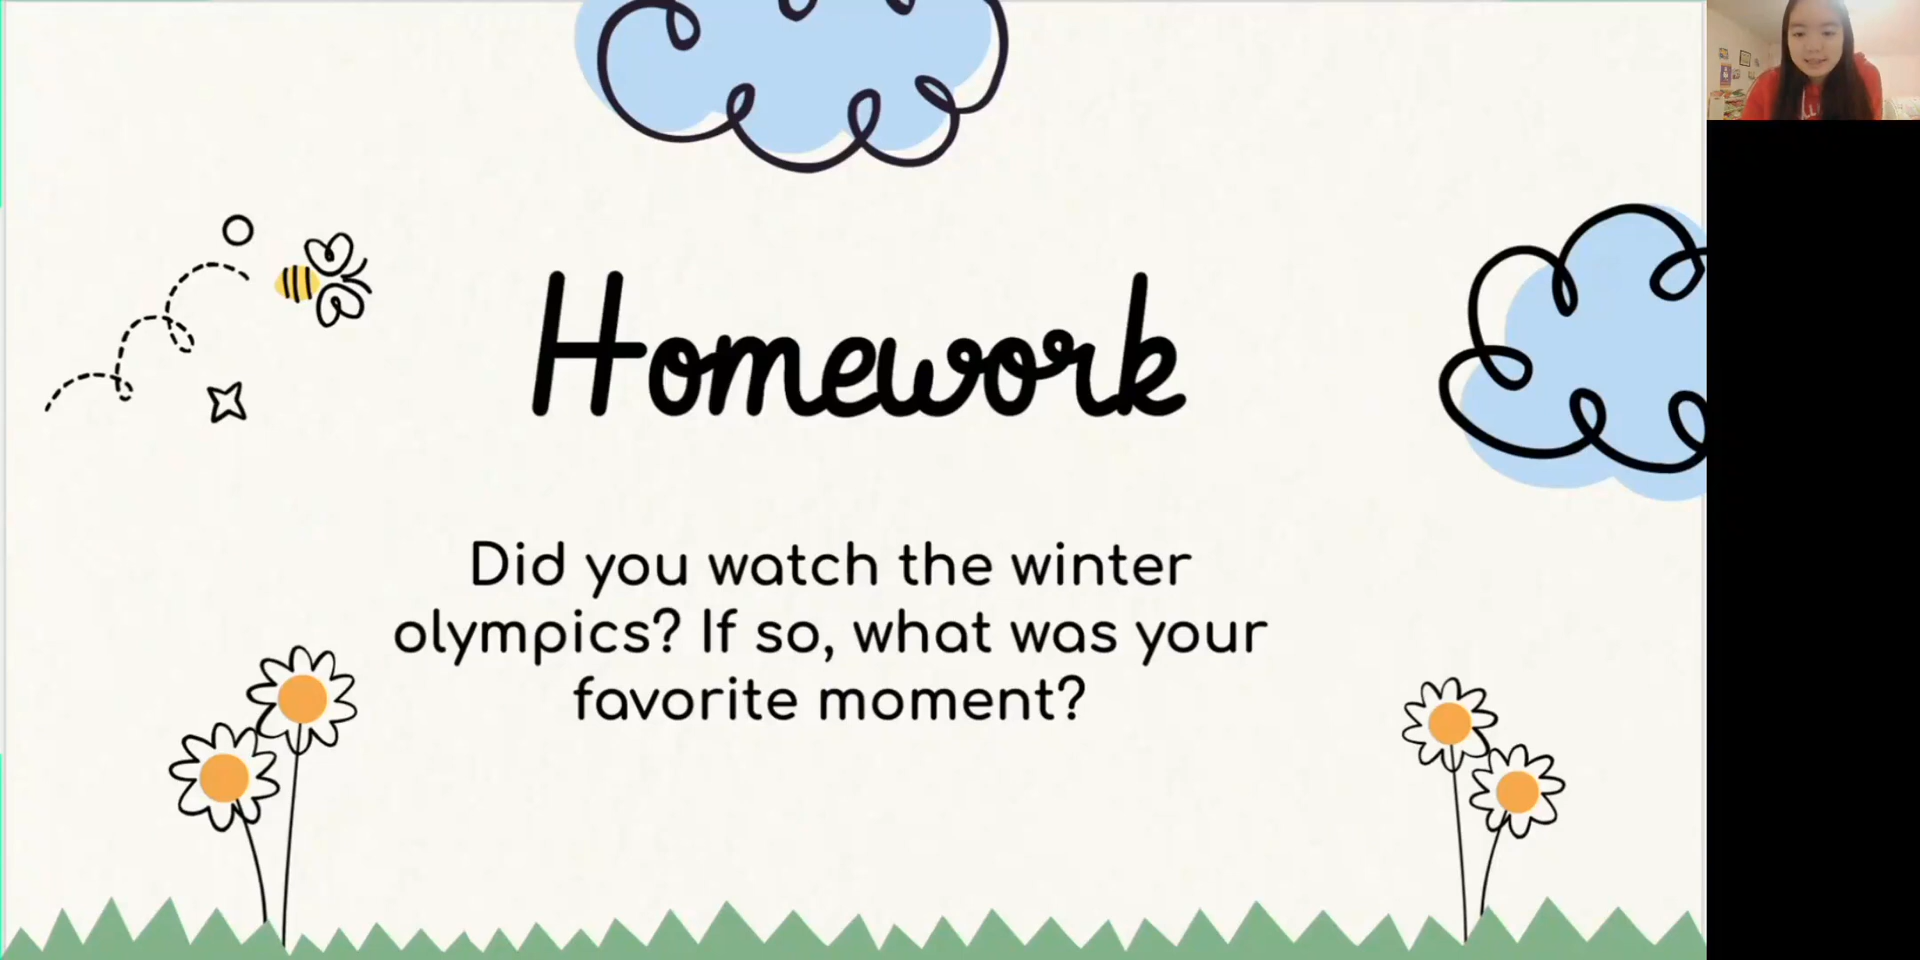 Homework
Did you watch the winter
olympics? If so, what was your
favorite moment?